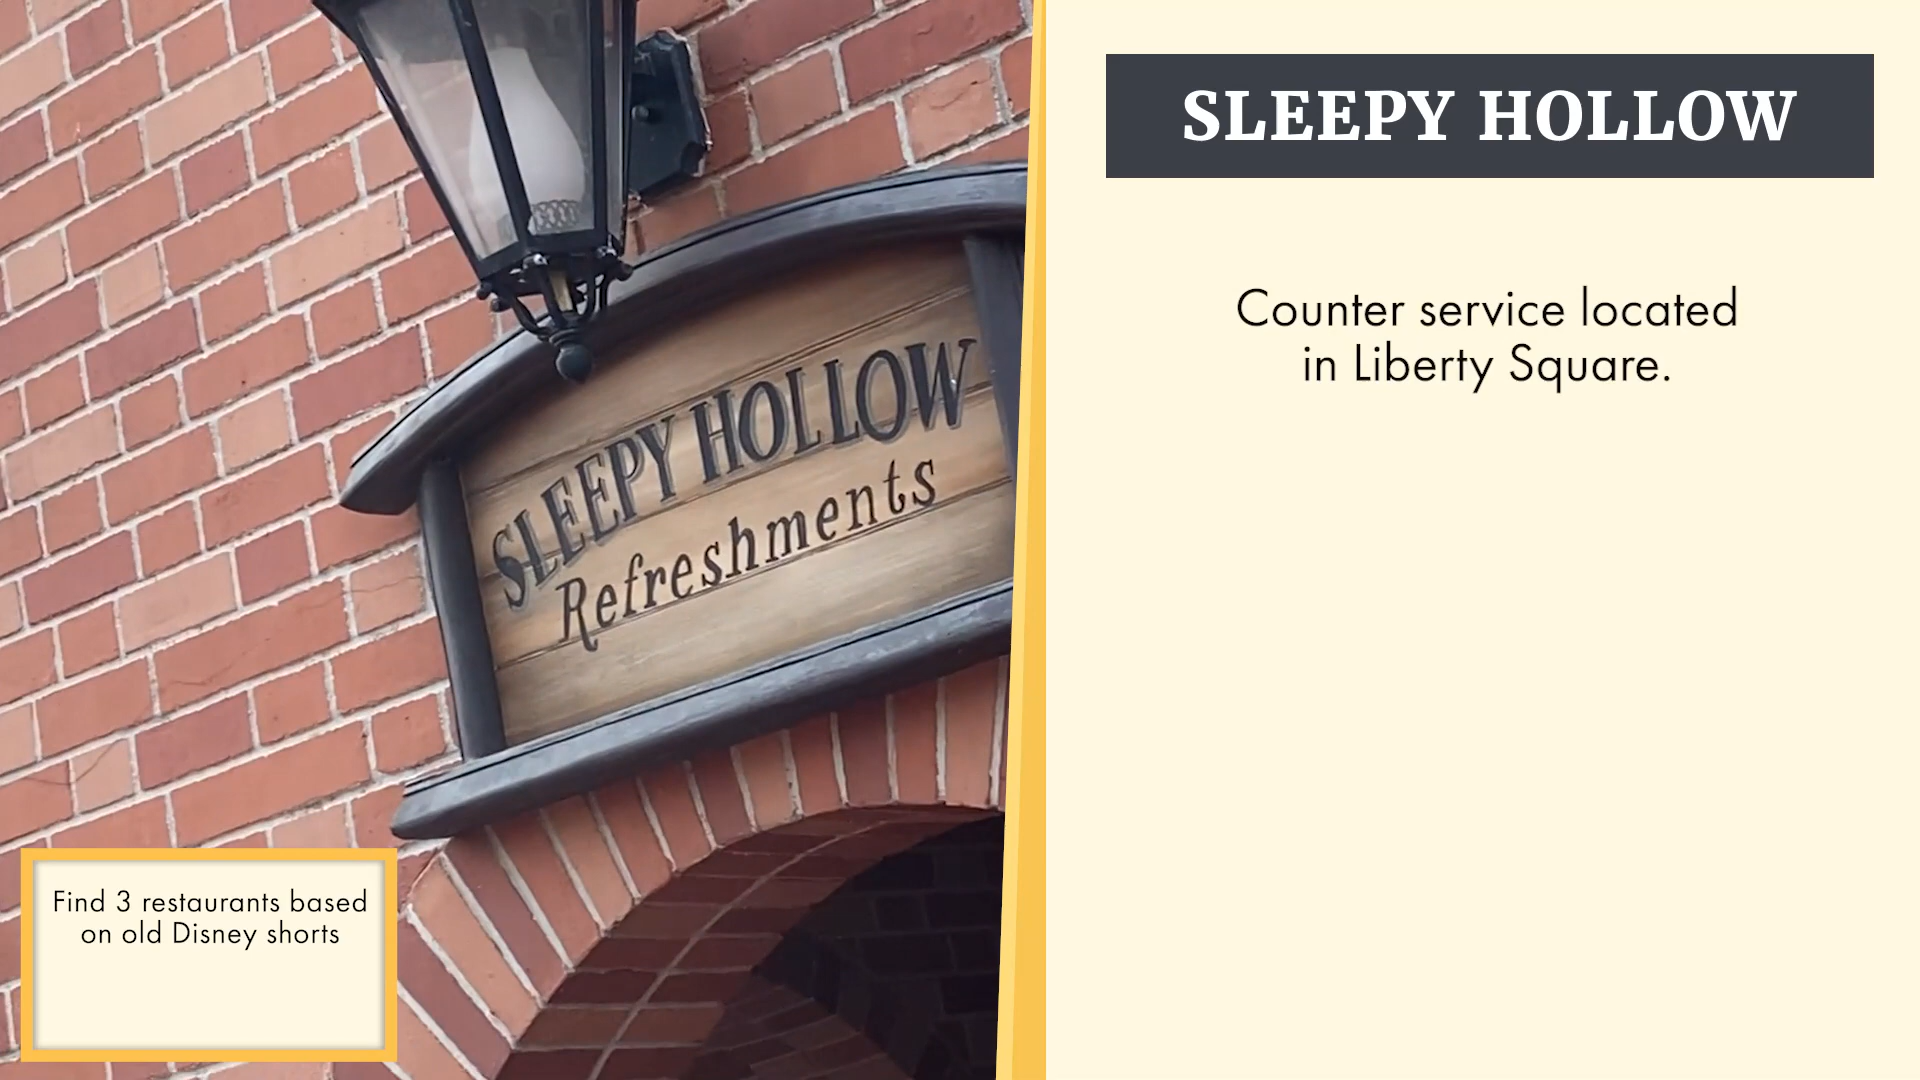 SLEEPY HOLLOW
Refreshments
Find 3 restaurants based
on old Disney shorts
SLEEPY HOLLOW
Counter service located
in Liberty Square.